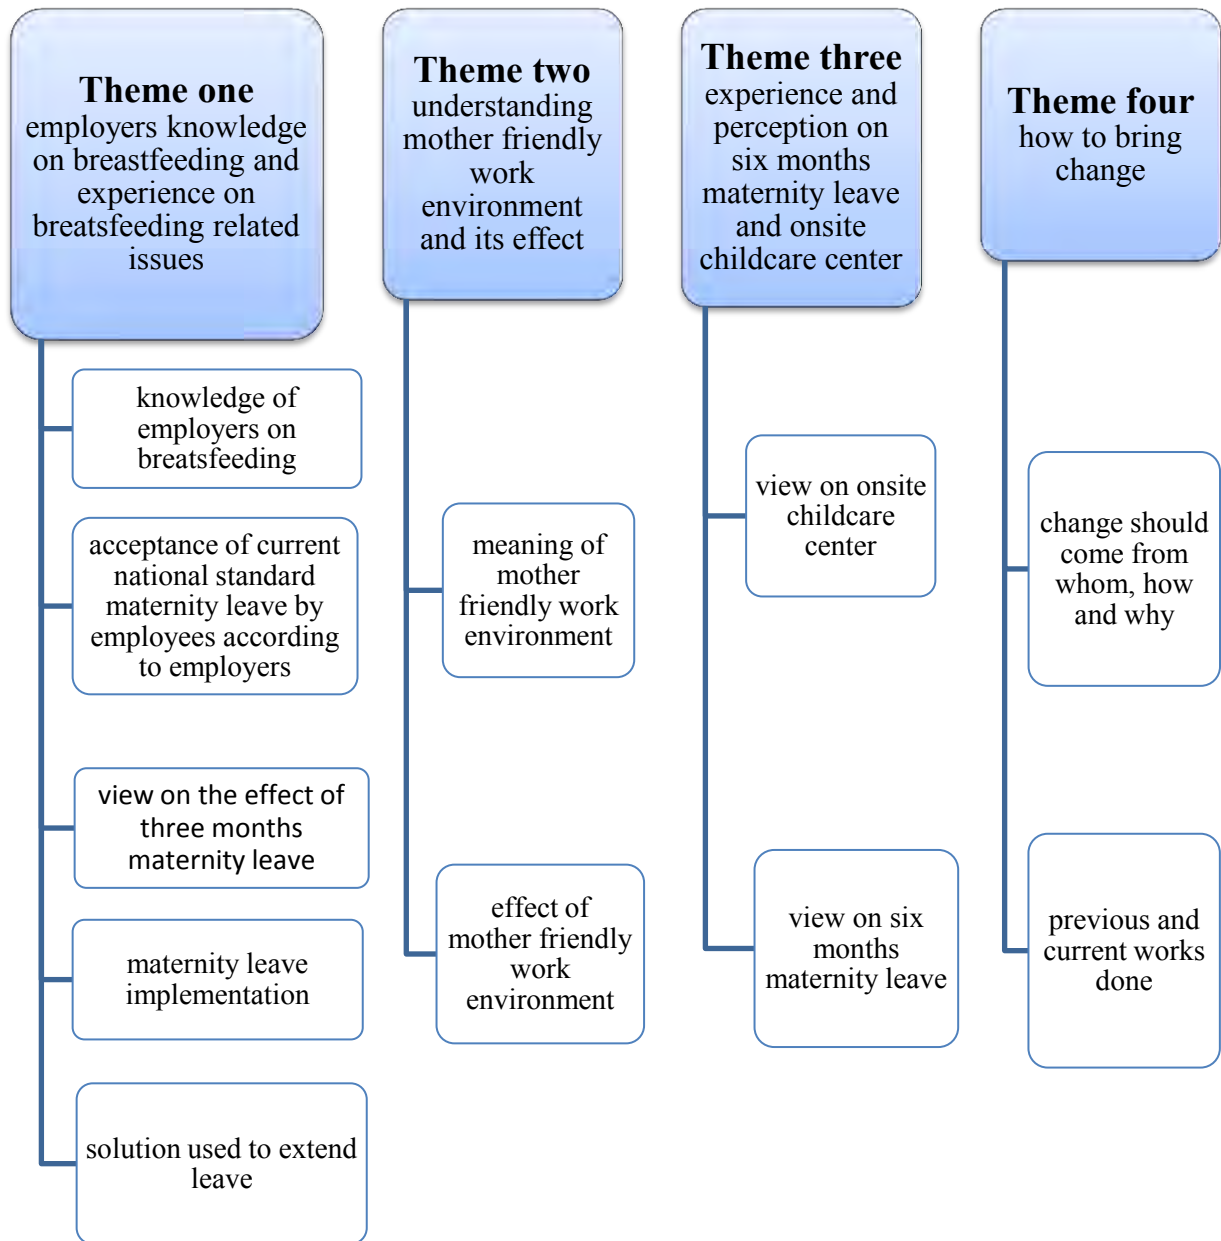 Theme one
employers knowledge
on breastfeeding and
experience on
breatsfeeding related
issues
knowledge of
employers on
breatsfeeding
acceptance of current
national standard
maternity leave by
employees according
to employers
view on the effect of
three months
maternity leave
maternity leave
implementation
solution used to extend
leave
Theme two
understanding
mother friendly
work
environment
and its effect
meaning of
mother
friendly work
environment
effect of
mother friendly
work
environment
Theme three
experience and
perception on
six months
maternity leave
and onsite
childcare center
view on onsite
childcare
center
view on six
months
maternity leave
Theme four
how to bring
change
change should
come from
whom, how
and why
previous and
current works
done